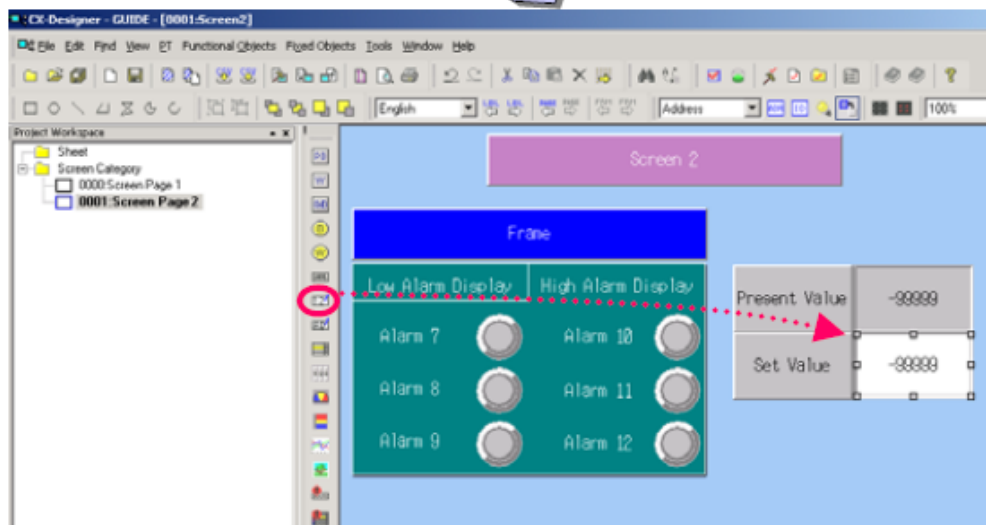 CX-Designer - GUIDE - [0001:Screen2]
File Edit Find View PT Functional Objects Fixed Objects Tools Window Help
English Address 100%
Project Workspace
Sheet
Screen Category
0000:Screen Page 1
0001:Screen Page 2
Screen 2
Frame
Low Alarm Display High Alarm Display
Present Value -99999
Alarm 7 Alarm 10
Set Value -99999
Alarm 8 Alarm 11
Alarm 9 Alarm 12